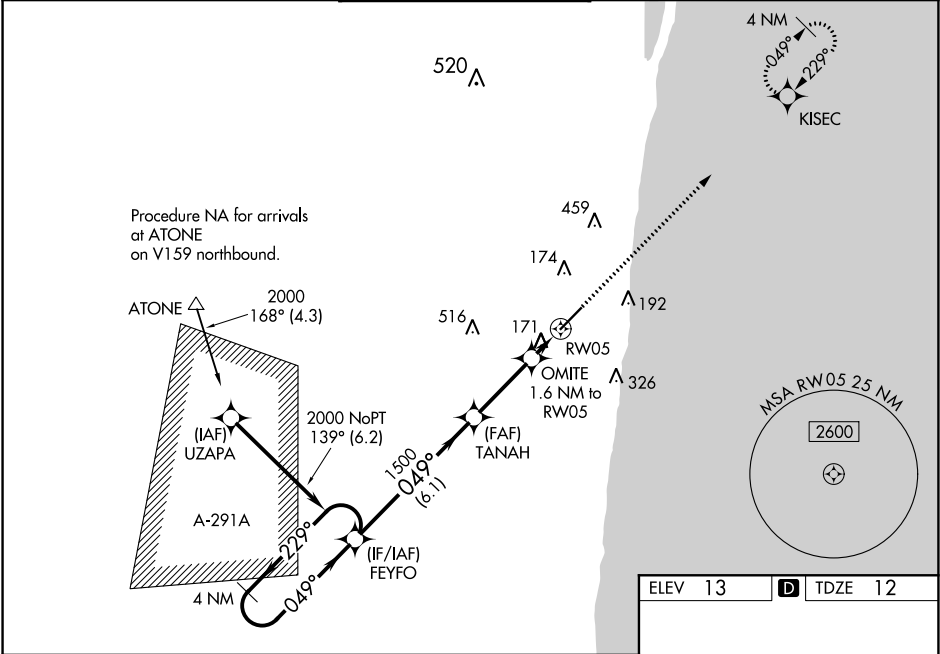 4 NM
049°
229°
KISEC
520
Procedure NA for arrivals
at ATONE
on V159 northbound.
459
174
ATONE
2000
168° (4.3)
516
171
192
RW05
OMITE
1.6 NM to
RW05
326
MSA RW05 25 NM
2600
(IAF)
UZAPA
2000 NoPT
139° (6.2)
(FAF)
TANAH
1500
049°
(6.1)
A-291A
229°
049°
(IF/IAF)
FEYFO
4 NM
ELEV 13 D TDZE 12